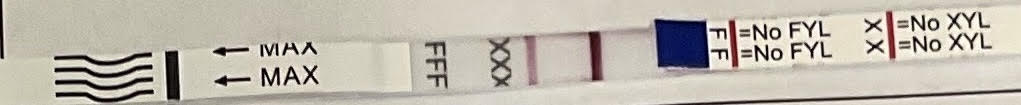 ← MAX
← MAX
FFF
XXX
F|=No FYL X|=No XYL
F|=No FYL X|=No XYL